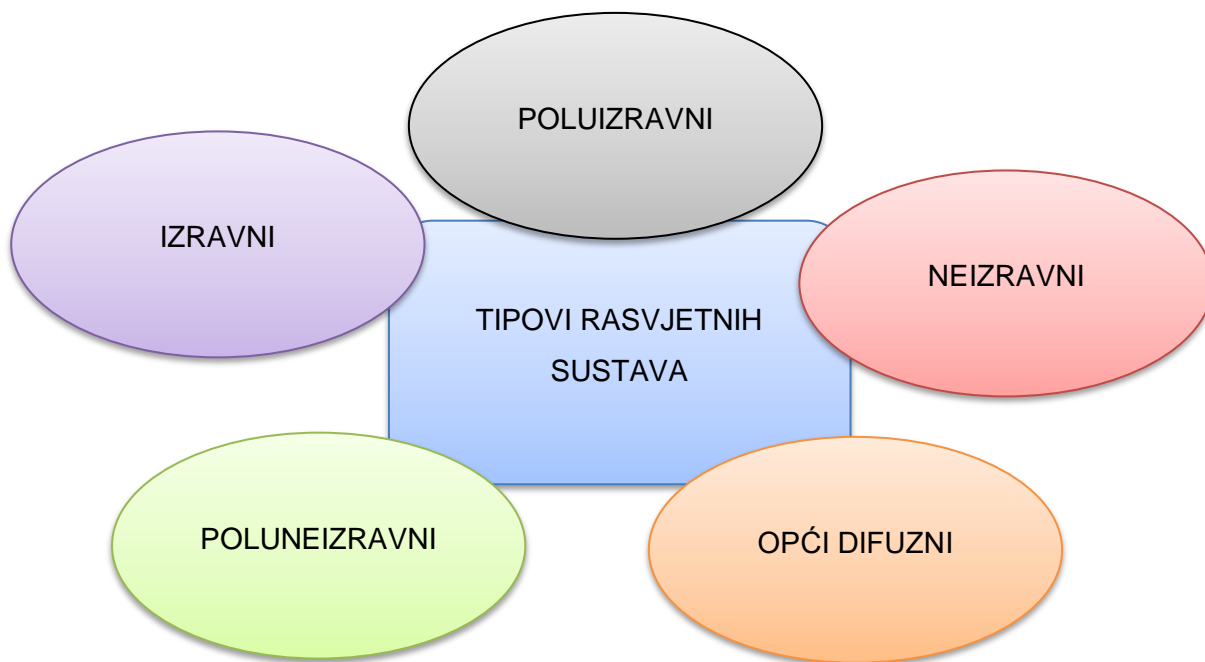 POLUIZRAVNI
IZRAVNI
NEIZRAVNI
TIPOVI RASVJETNIH
SUSTAVA
POLUNEIZRAVNI
OPĆI DIFUZNI